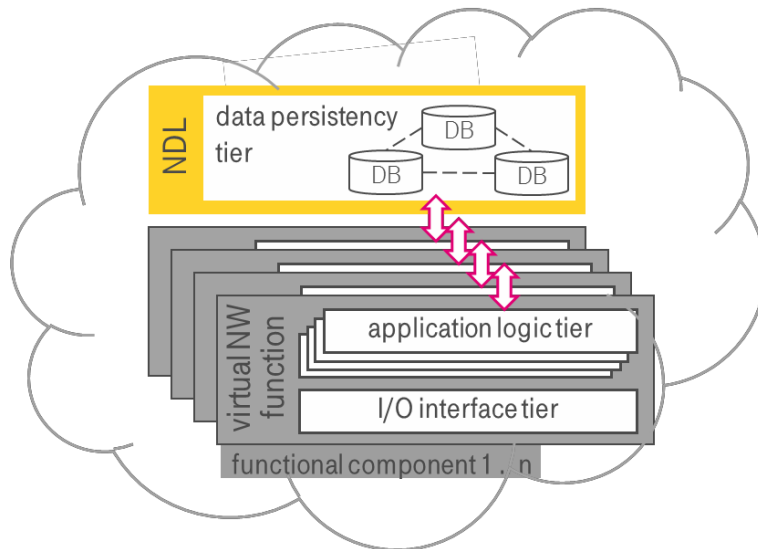 NDL
data persistency
tier
DB
DB
DB
virtual NW
function
application logic tier
I/O interface tier
functional component 1 .. n